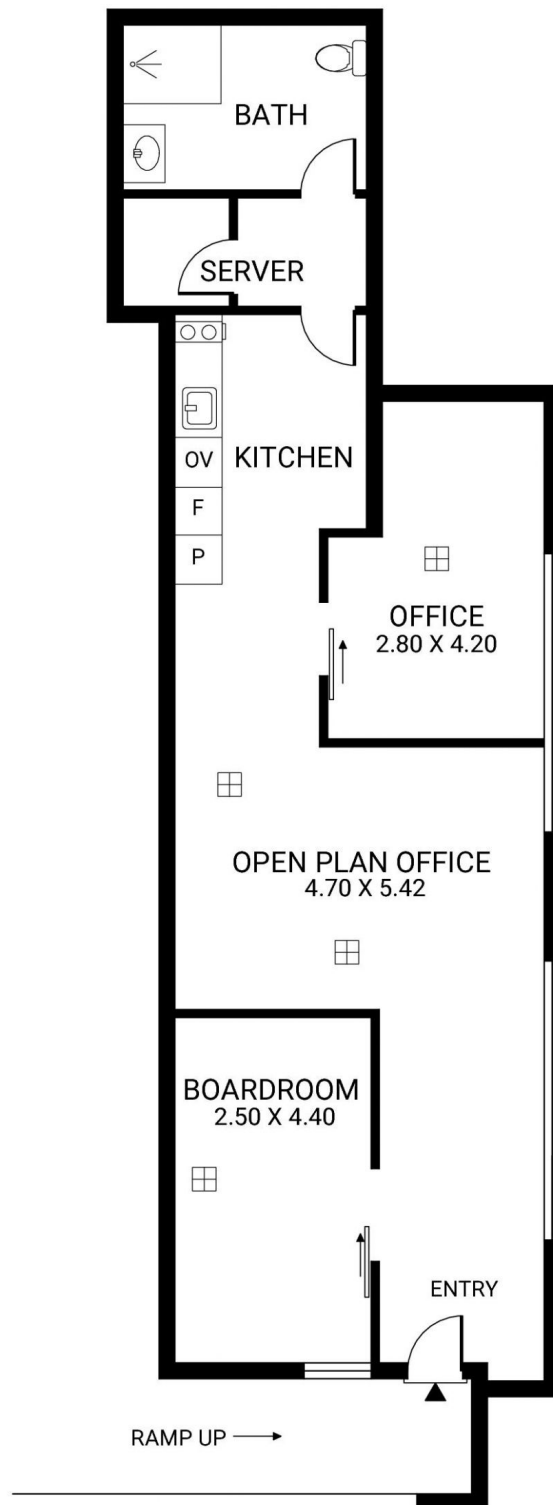 BATH
SERVER
KITCHEN
OV
F
P
OFFICE
2.80 X 4.20
OPEN PLAN OFFICE
4.70 X 5.42
BOARDROOM
2.50 X 4.40
ENTRY
RAMP UP